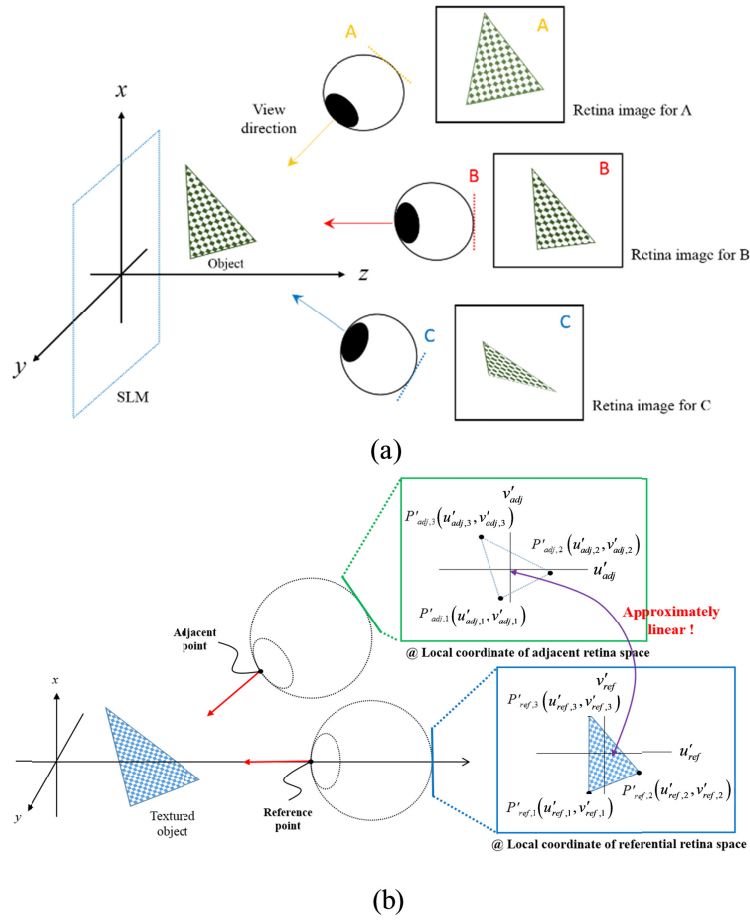 A
A
x
View
direction
Retina image for A
B
B
Object
z
Retina image for B
C
C
y
SLM
Retina image for C
(a)
v'adj
P'adj,3(u'adj,3, v'adj,3)
P'adj,2(u'adj,2, v'adj,2)
u'adj
P'adj,1(u'adj,1, v'adj,1)
Approximately
linear !
Adjacent
point
@ Local coordinate of adjacent retina space
x
v'ref
P'ref,3(u'ref,3, v'ref,3)
u'ref
P'ref,2(u'ref,2, v'ref,2)
P'ref,1(u'ref,1, v'ref,1)
y
Textured
object
Reference
point
@ Local coordinate of referential retina space
(b)